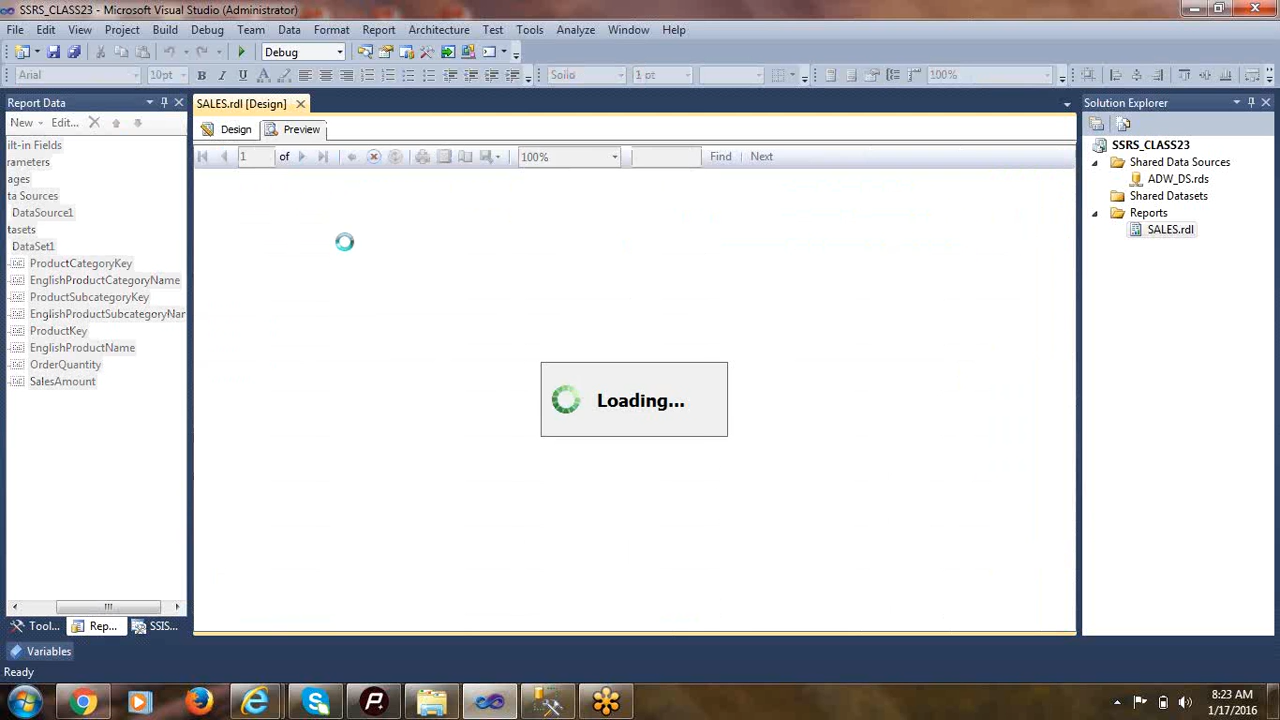 SSRS_CLASS23 - Microsoft Visual Studio (Administrator)
File Edit View Project Build Debug Team Data Format Report Architecture Test Tools Analyze Window Help
Debug
Arial 10pt B I U A Solid 1 pt 100%
Report Data
SALES.rdl [Design]
Solution Explorer
New Edit...
Design Preview
1 of 100% Find Next
ilt-in Fields
rameters
ages
ta Sources
DataSource1
tasets
DataSet1
ProductCategoryKey
EnglishProductCategoryName
ProductSubcategoryKey
EnglishProductSubcategoryNar
ProductKey
EnglishProductName
OrderQuantity
SalesAmount
Loading...
SSRS_CLASS23
Shared Data Sources
ADW_DS.rds
Shared Datasets
Reports
SALES.rdl
Tool... Rep... SSIS...
Variables
Ready
8:23 AM
1/17/2016